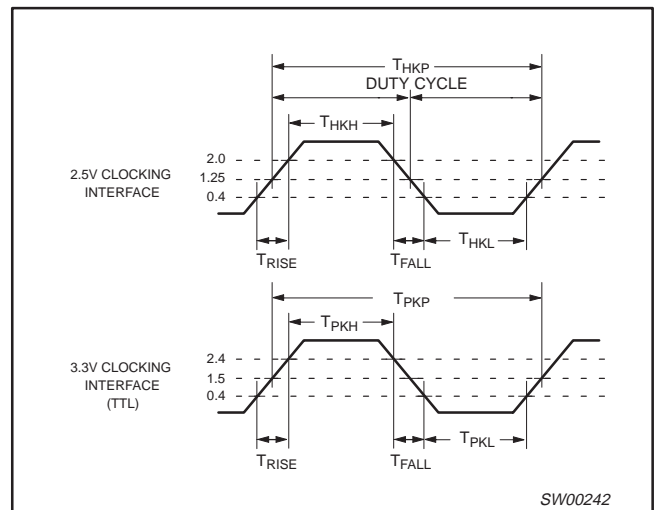 THKP
DUTY CYCLE
THKH
2.0
1.25
0.4
2.5V CLOCKING
INTERFACE
THKL
TRISE
TFALL
TPKP
TPKH
2.4
1.5
0.4
3.3V CLOCKING
INTERFACE
(TTL)
TPKL
TRISE
TFALL
SW00242